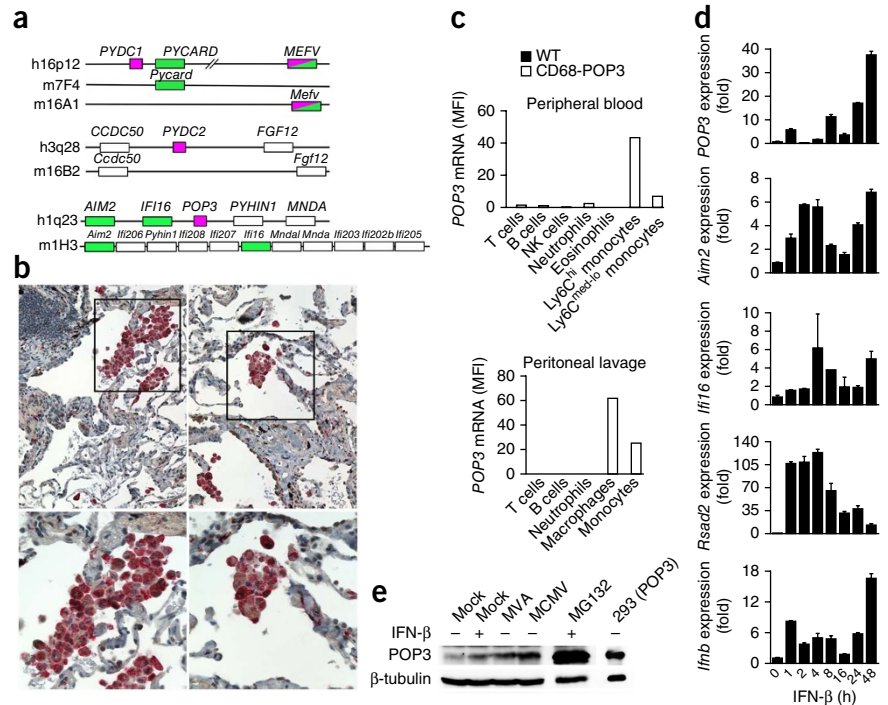 a
PYDC1 PYCARD MEFV
h16p12
Pycard
m7F4
Mefv
m16A1
CCDC50 PYDC2 FGF12
h3q28
Ccdc50 Fgf12
m16B2
AIM2 IFI16 POP3 PYHIN1 MNDA
h1q23
Aim2 Ifi206 Pyhin1 Ifi208 Ifi207 Ifi16 Mndal Mnda Ifi203 Ifi202b Ifi205
m1H3
b
c
WT
CD68-POP3
Peripheral blood
POP3 mRNA (MFI)
60
40
20
0
T cells
B cells
NK cells
Neutrophils
Eosinophils
Ly6Chi monocytes
Ly6Cmed-lo monocytes
Peritoneal lavage
POP3 mRNA (MFI)
80
60
40
20
0
T cells
B cells
Neutrophils
Macrophages
Monocytes
d
POP3 expression
(fold)
40
30
20
10
0
Aim2 expression
(fold)
8
6
4
2
0
Ifi16 expression
(fold)
10
8
6
4
2
0
Rsad2 expression
(fold)
140
105
70
35
0
Ifnb expression
(fold)
18
12
6
0
0 1 2 4 8 16 24 48
IFN-β (h)
e
Mock Mock MVA MCMV MG132 293 (POP3)
IFN-β – + – – + –
POP3
β-tubulin